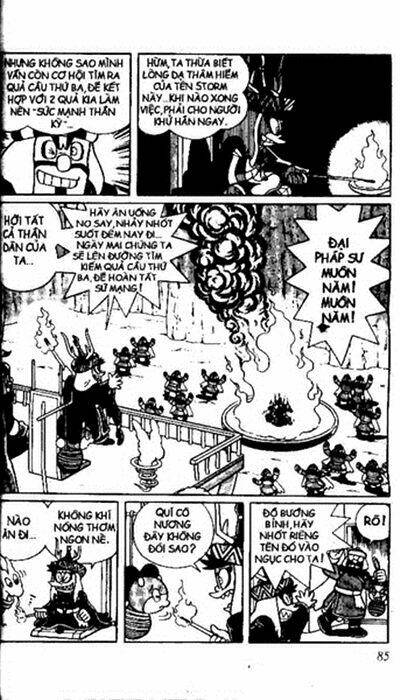 NHƯNG KHÔNG SAO MÌNH
VẪN CÒN CƠ HỘI TÌM RA
QUẢ CẦU THỨ BA, ĐỂ KẾT
HỢP VỚI 2 QUẢ KIA LÀM
NÊN "SỨC MẠNH THẦN
KỲ"...
HỪM, TA THỪA BIẾT
LÒNG DẠ THÂM HIỂM
CỦA TÊN STORM
NÀY... KHI NÀO XONG
VIỆC, PHẢI CHO NGƯỜI
KHỬ HẮN NGAY.
HỠI TẤT
CẢ THẦN
DÂN CỦA
TA...
HÃY ĂN UỐNG
NO SAY, NHẢY NHÓT
SUỐT ĐÊM NAY ĐI...
NGÀY MAI CHÚNG TA
SẼ LÊN ĐƯỜNG TÌM
KIẾM QUẢ CẦU THỨ
BA, ĐỂ HOÀN TẤT
SỨ MẠNG!
ĐẠI
PHÁP SƯ
MUÔN
NĂM!
MUÔN
NĂM!
NÀO
ĂN ĐI...
KHÔNG KHÍ
NÓNG THƠM,
NGON NÈ.
QUỈ CÓ
NƯƠNG
ĐÂY KHÔNG
ĐÓI SAO?
ĐỒ BƯỚNG
BỈNH, HÃY
NHỐT RIÊNG
TÊN ĐÓ VÀO
NGỤC CHO TA!
RÕ!
85